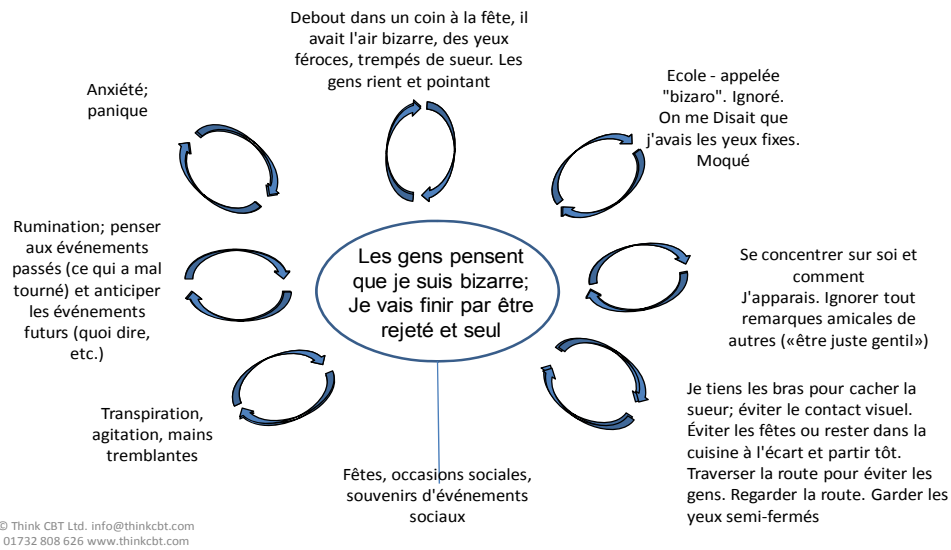 Debout dans un coin à la fête, il
avait l'air bizarre, des yeux
féroces, trempés de sueur. Les
gens rient et pointant
Anxiété;
panique
Ecole - appelée
"bizaro". Ignoré.
On me Disait que
j'avais les yeux fixes.
Moqué
Rumination; penser
aux événements
passés (ce qui a mal
tourné) et anticiper
les événements
futurs (quoi dire,
etc.)
Les gens pensent
que je suis bizarre;
Je vais finir par être
rejeté et seul
Se concentrer sur soi et
comment
J'apparais. Ignorer tout
remarques amicales de
autres («être juste gentil»)
Transpiration,
agitation, mains
tremblantes
Je tiens les bras pour cacher la
sueur; éviter le contact visuel.
Éviter les fêtes ou rester dans la
cuisine à l'écart et partir tôt.
Traverser la route pour éviter les
gens. Regarder la route. Garder les
yeux semi-fermés
Fêtes, occasions sociales,
souvenirs d'événements
sociaux
© Think CBT Ltd. info@thinkcbt.com
01732 808 626 www.thinkcbt.com